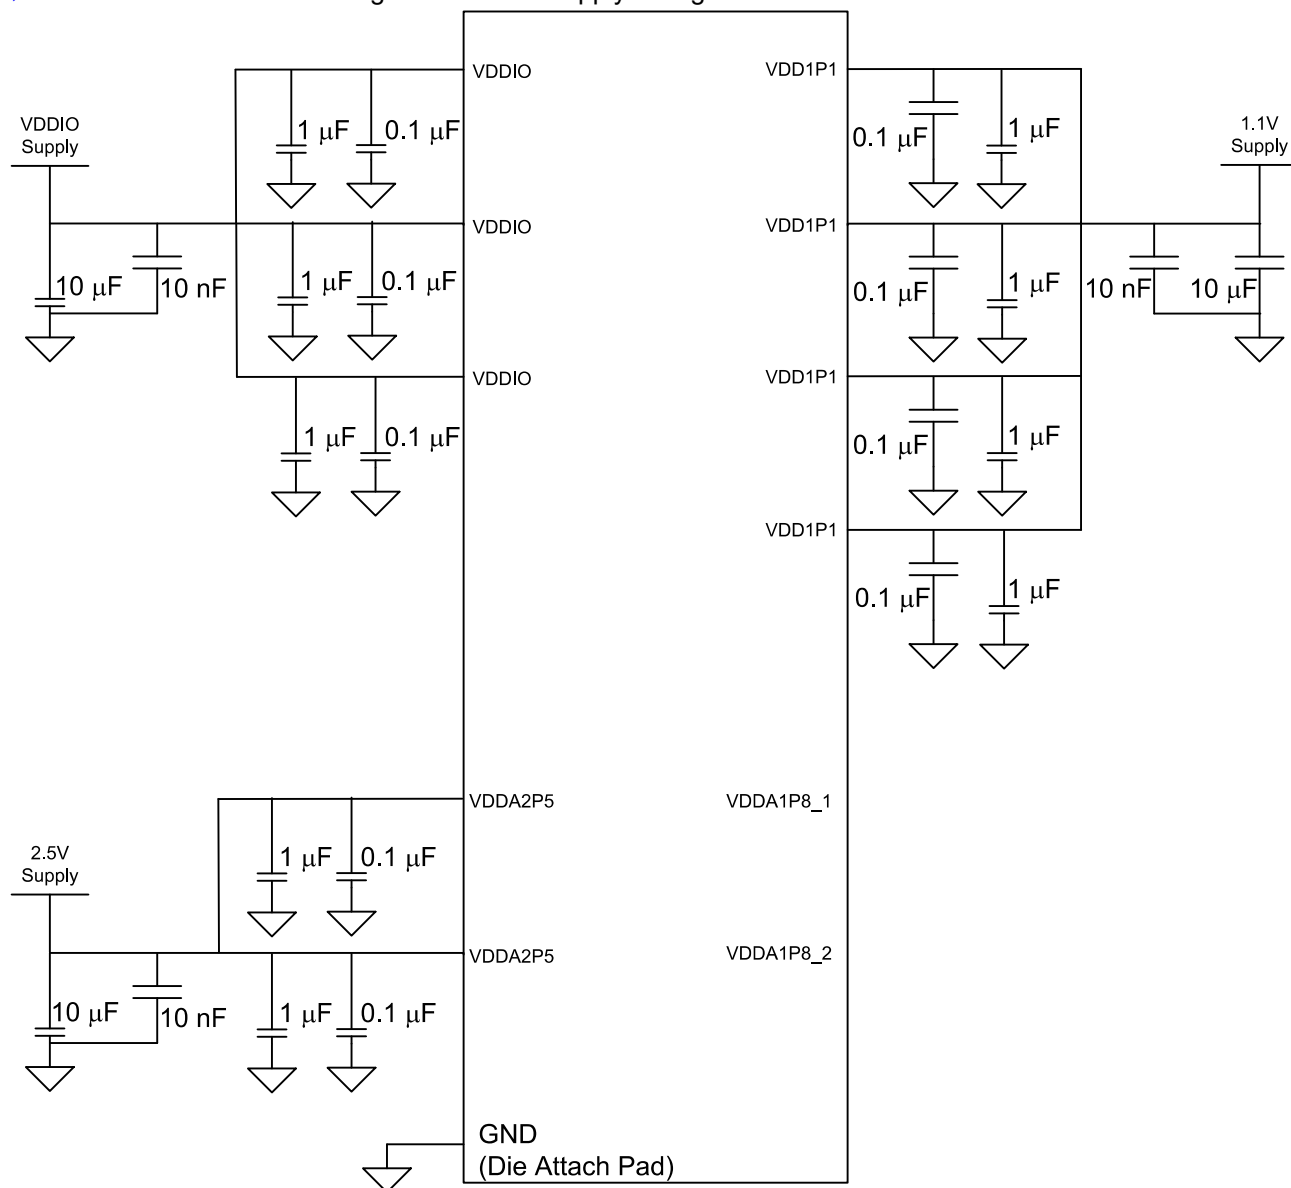 VDDIO
VDD1P1
1 µF
0.1 µF
0.1 µF
1 µF
VDDIO
Supply
1.1V
Supply
VDDIO
VDD1P1
10 µF
10 nF
1 µF
0.1 µF
0.1 µF
1 µF
10 nF
10 µF
VDDIO
VDD1P1
1 µF
0.1 µF
0.1 µF
1 µF
VDD1P1
0.1 µF
1 µF
VDDA2P5
VDDA1P8_1
2.5V
Supply
1 µF
0.1 µF
VDDA2P5
VDDA1P8_2
10 µF
10 nF
1 µF
0.1 µF
GND
(Die Attach Pad)